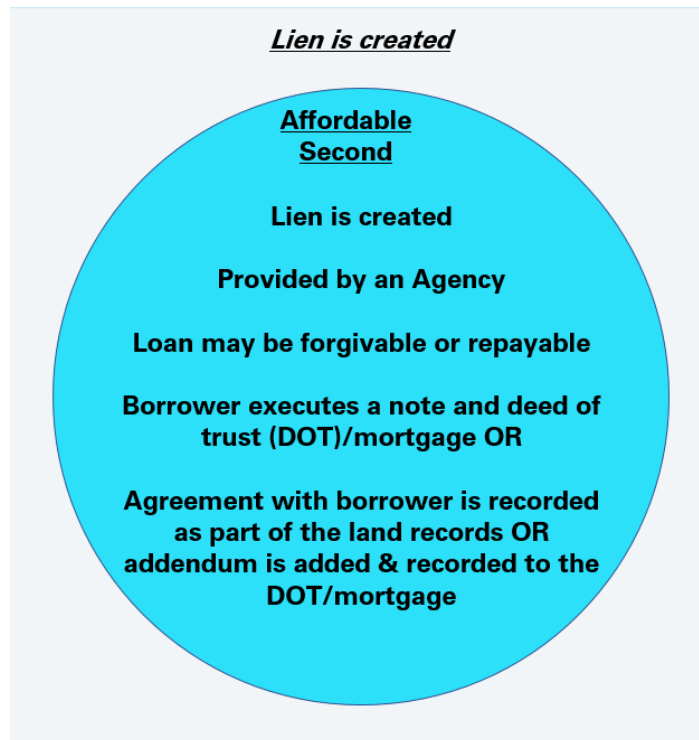 Lien is created
Affordable
Second
Lien is created
Provided by an Agency
Loan may be forgivable or repayable
Borrower executes a note and deed of
trust (DOT)/mortgage OR
Agreement with borrower is recorded
as part of the land records OR
addendum is added & recorded to the
DOT/mortgage